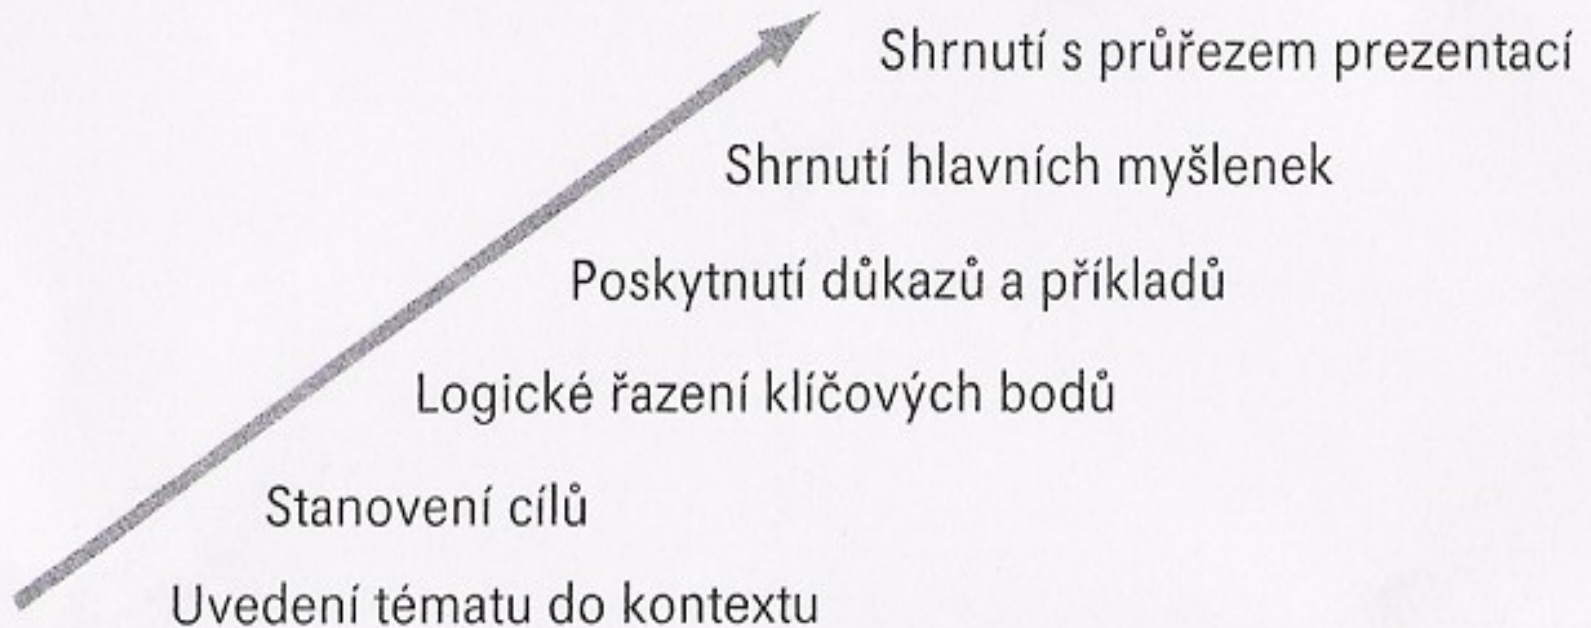 Shrnutí s průřezem prezentací
Shrnutí hlavních myšlenek
Poskytnutí důkazů a příkladů
Logické řazení klíčových bodů
Stanovení cílů
Uvedení tématu do kontextu